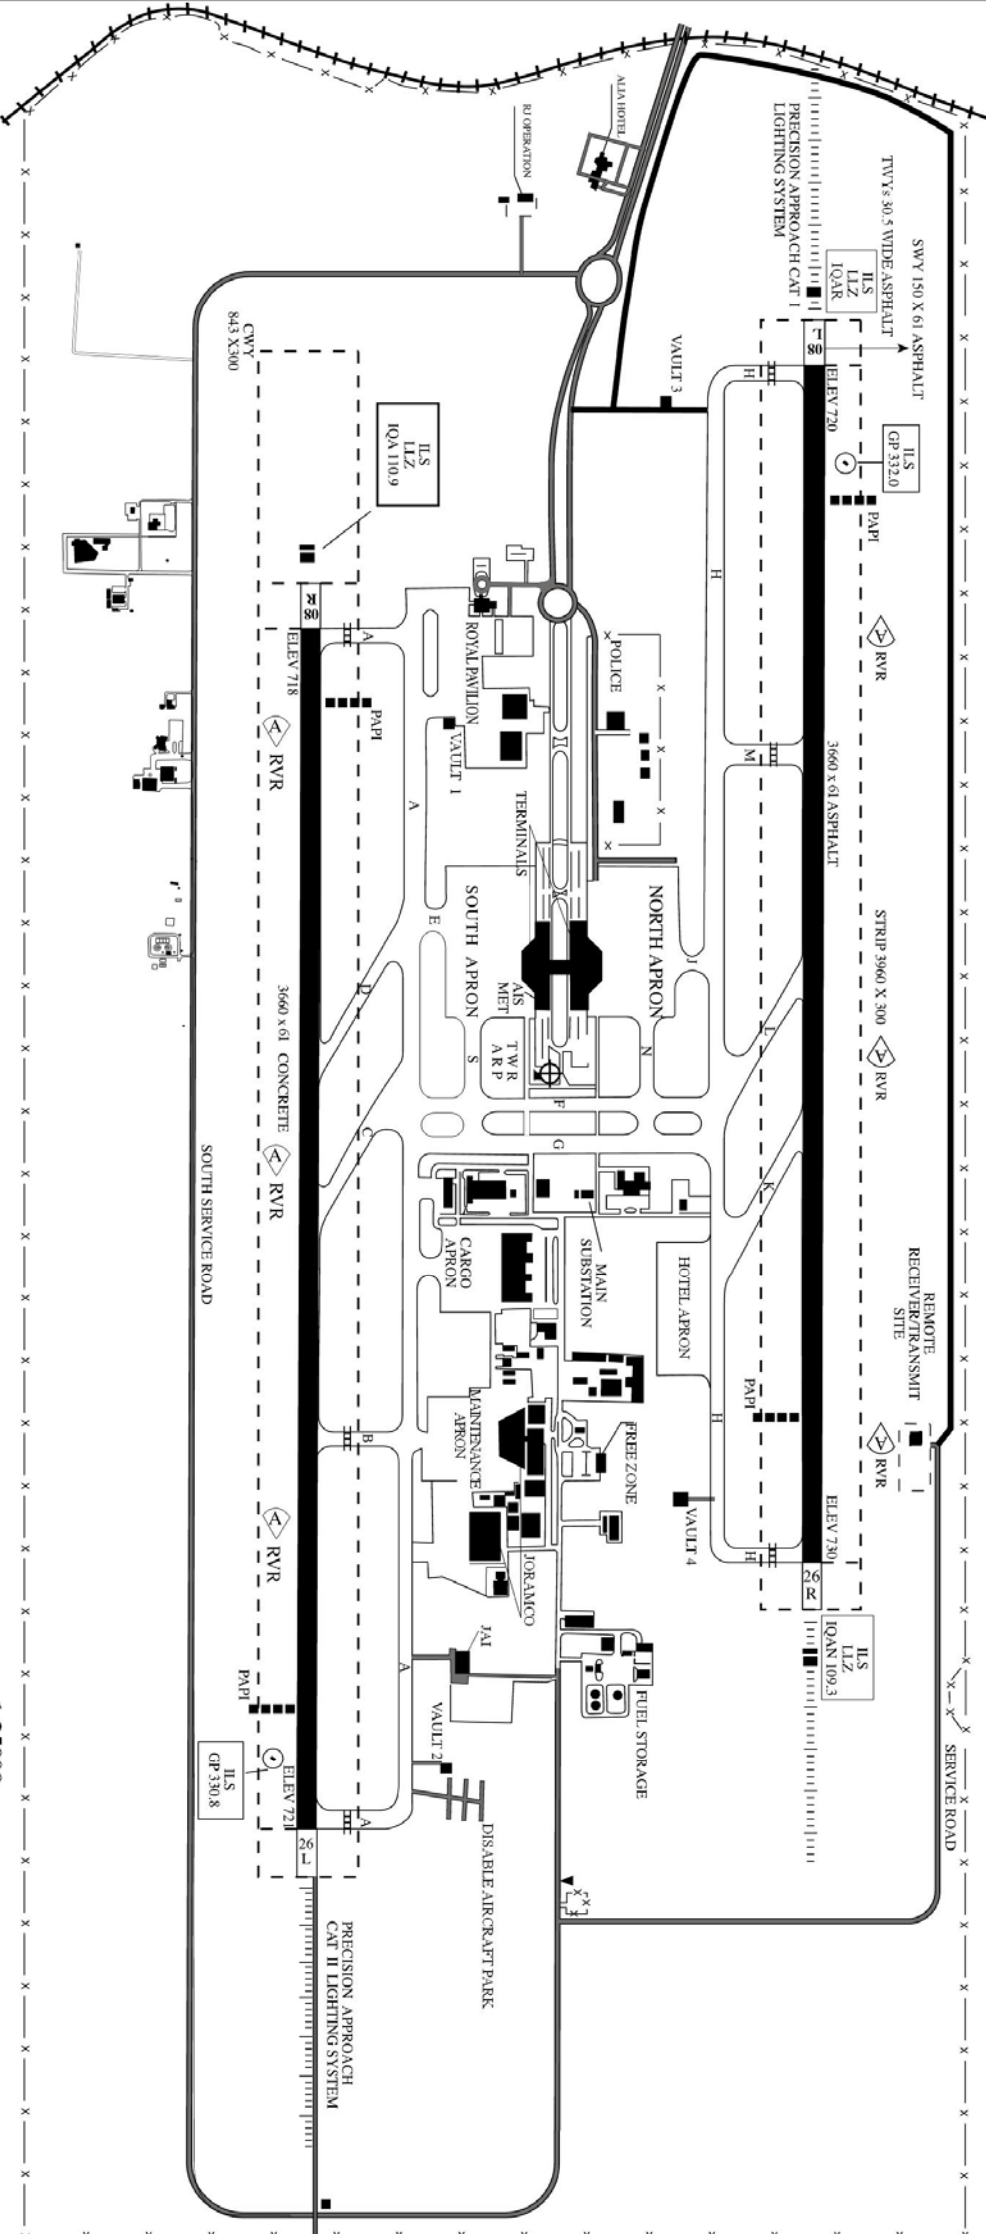 SWY 150 X 61 ASPHALT
TWYs 30.5 WIDE ASPHALT
ILS
LLZ
IQAR
PRECISION APPROACH CAT I
LIGHTING SYSTEM
08
L
ELEV 720
ILS
GP 332.0
PAPI
RVR
A
3660 x 61 ASPHALT
STRIP 3960 X 300
RVR
A
REMOTE
RECEIVER/TRANSMIT
SITE
RVR
A
PAPI
ELEV 730
26
R
ILS
LLZ
IQAN 109.3
SERVICE ROAD
H
H
M
L
K
H
H
J
N
VAULT 3
POLICE
NORTH APRON
HOTEL APRON
VAULT 4
ALIA HOTEL
RJ OPERATION
TERMINALS
AIS
MET
TWR
ARP
F
G
MAIN
SUBSTATION
FREE ZONE
FUEL STORAGE
ROYAL PAVILION
VAULT 1
SOUTH APRON
S
E
CARGO
APRON
MAINTENANCE
APRON
JORAMCO
JAI
VAULT 2
DISABLE AIRCRAFT PARK
CWY
843 X300
ILS
LLZ
IQA 110.9
08
R
ELEV 718
A
PAPI
A
RVR
A
D
C
3660 x 61 CONCRETE
A
RVR
B
A
RVR
A
A
PAPI
ILS
GP 330.8
ELEV 721
26
L
PRECISION APPROACH
CAT II LIGHTING SYSTEM
SOUTH SERVICE ROAD